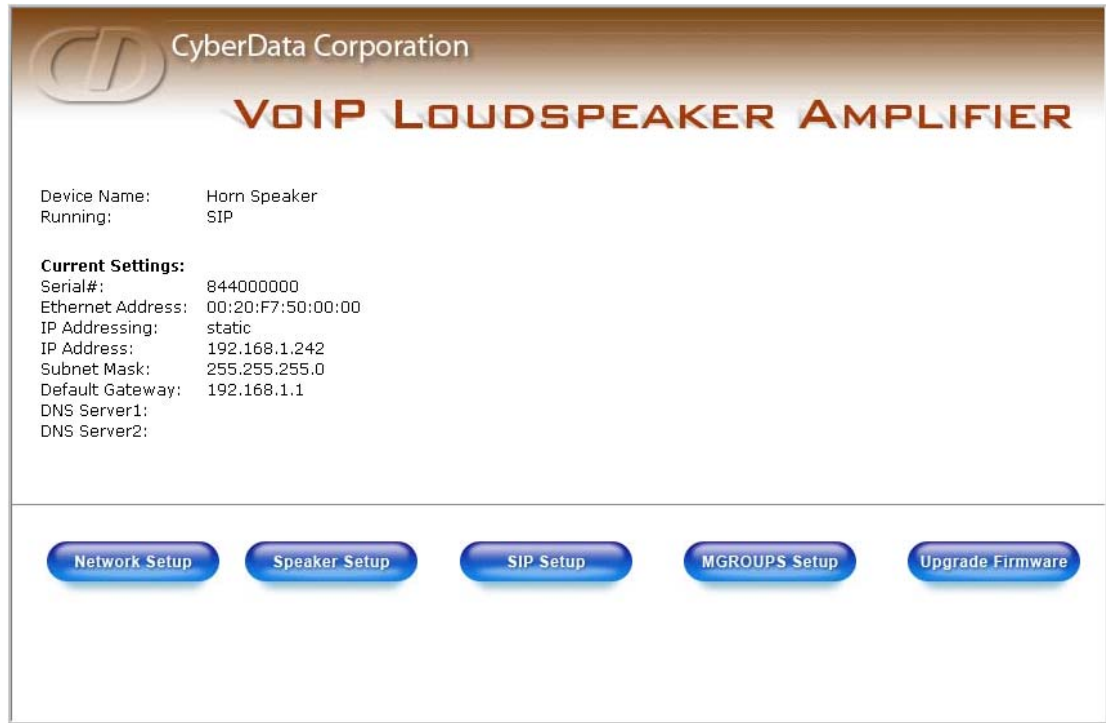 CD CyberData Corporation
VoIP Loudspeaker Amplifier
Device Name: Horn Speaker
Running: SIP
Current Settings:
Serial#: 844000000
Ethernet Address: 00:20:F7:50:00:00
IP Addressing: static
IP Address: 192.168.1.242
Subnet Mask: 255.255.255.0
Default Gateway: 192.168.1.1
DNS Server1:
DNS Server2:
Network Setup Speaker Setup SIP Setup MGROUPS Setup Upgrade Firmware